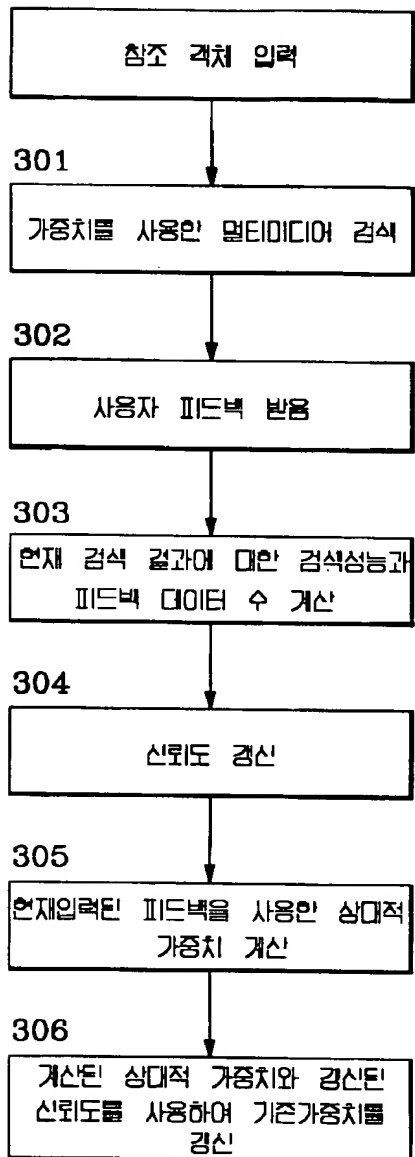 참조 객체 입력
301
가중치를 사용한 멀티미디어 검색
302
사용자 피드백 받음
303
현재 검색 결과에 대한 검색성능과
피드백 데이터 수 계산
304
신뢰도 갱신
305
현재입력된 피드백을 사용한 상대적
가중치 계산
306
계산된 상대적 가중치와 갱신된
신뢰도를 사용하여 기존가중치를
갱신